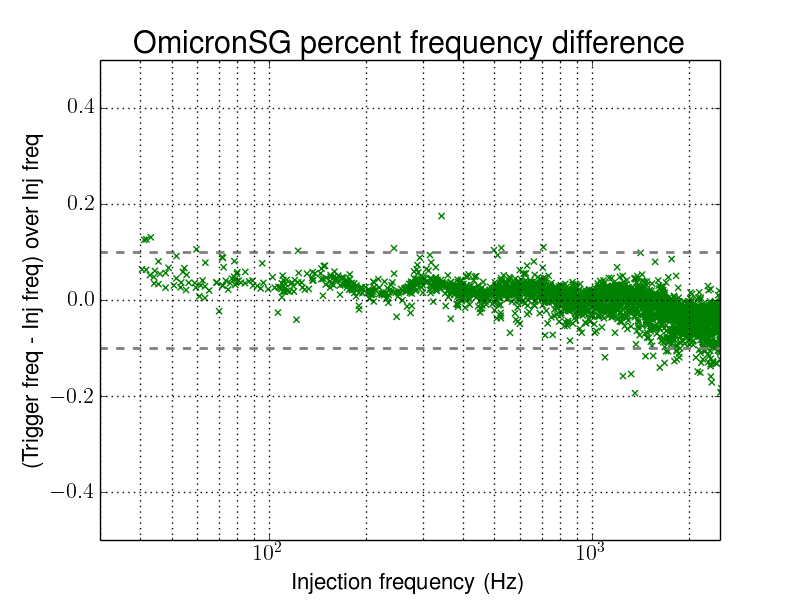 OmicronSG percent frequency difference
(Trigger freq - Inj freq) over Inj freq
0.4
0.2
0.0
−0.2
−0.4
10²
10³
Injection frequency (Hz)